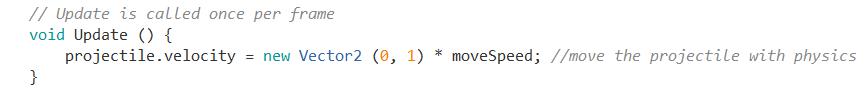 // Update is called once per frame
void Update () {
projectile.velocity = new Vector2 (0, 1) * moveSpeed; //move the projectile with physics
}